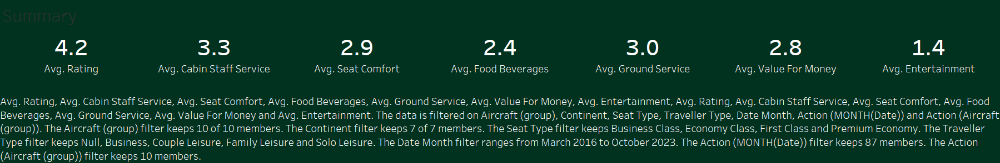 Summary
4.2 3.3 2.9 2.4 3.0 2.8 1.4
Avg. Rating Avg. Cabin Staff Service Avg. Seat Comfort Avg. Food Beverages Avg. Ground Service Avg. Value For Money Avg. Entertainment
Avg. Rating, Avg. Cabin Staff Service, Avg. Seat Comfort, Avg. Food Beverages, Avg. Ground Service, Avg. Value For Money, Avg. Entertainment, Avg. Rating, Avg. Cabin Staff Service, Avg. Seat Comfort, Avg. Food
Beverages, Avg. Ground Service, Avg. Value For Money and Avg. Entertainment. The data is filtered on Aircraft (group), Continent, Seat Type, Traveller Type, Date Month, Action (MONTH(Date)) and Action (Aircraft
(group)). The Aircraft (group) filter keeps 10 of 10 members. The Continent filter keeps 7 of 7 members. The Seat Type filter keeps Business Class, Economy Class, First Class and Premium Economy. The Traveller
Type filter keeps Null, Business, Couple Leisure, Family Leisure and Solo Leisure. The Date Month filter ranges from March 2016 to October 2023. The Action (MONTH(Date)) filter keeps 87 members. The Action
(Aircraft (group)) filter keeps 10 members.